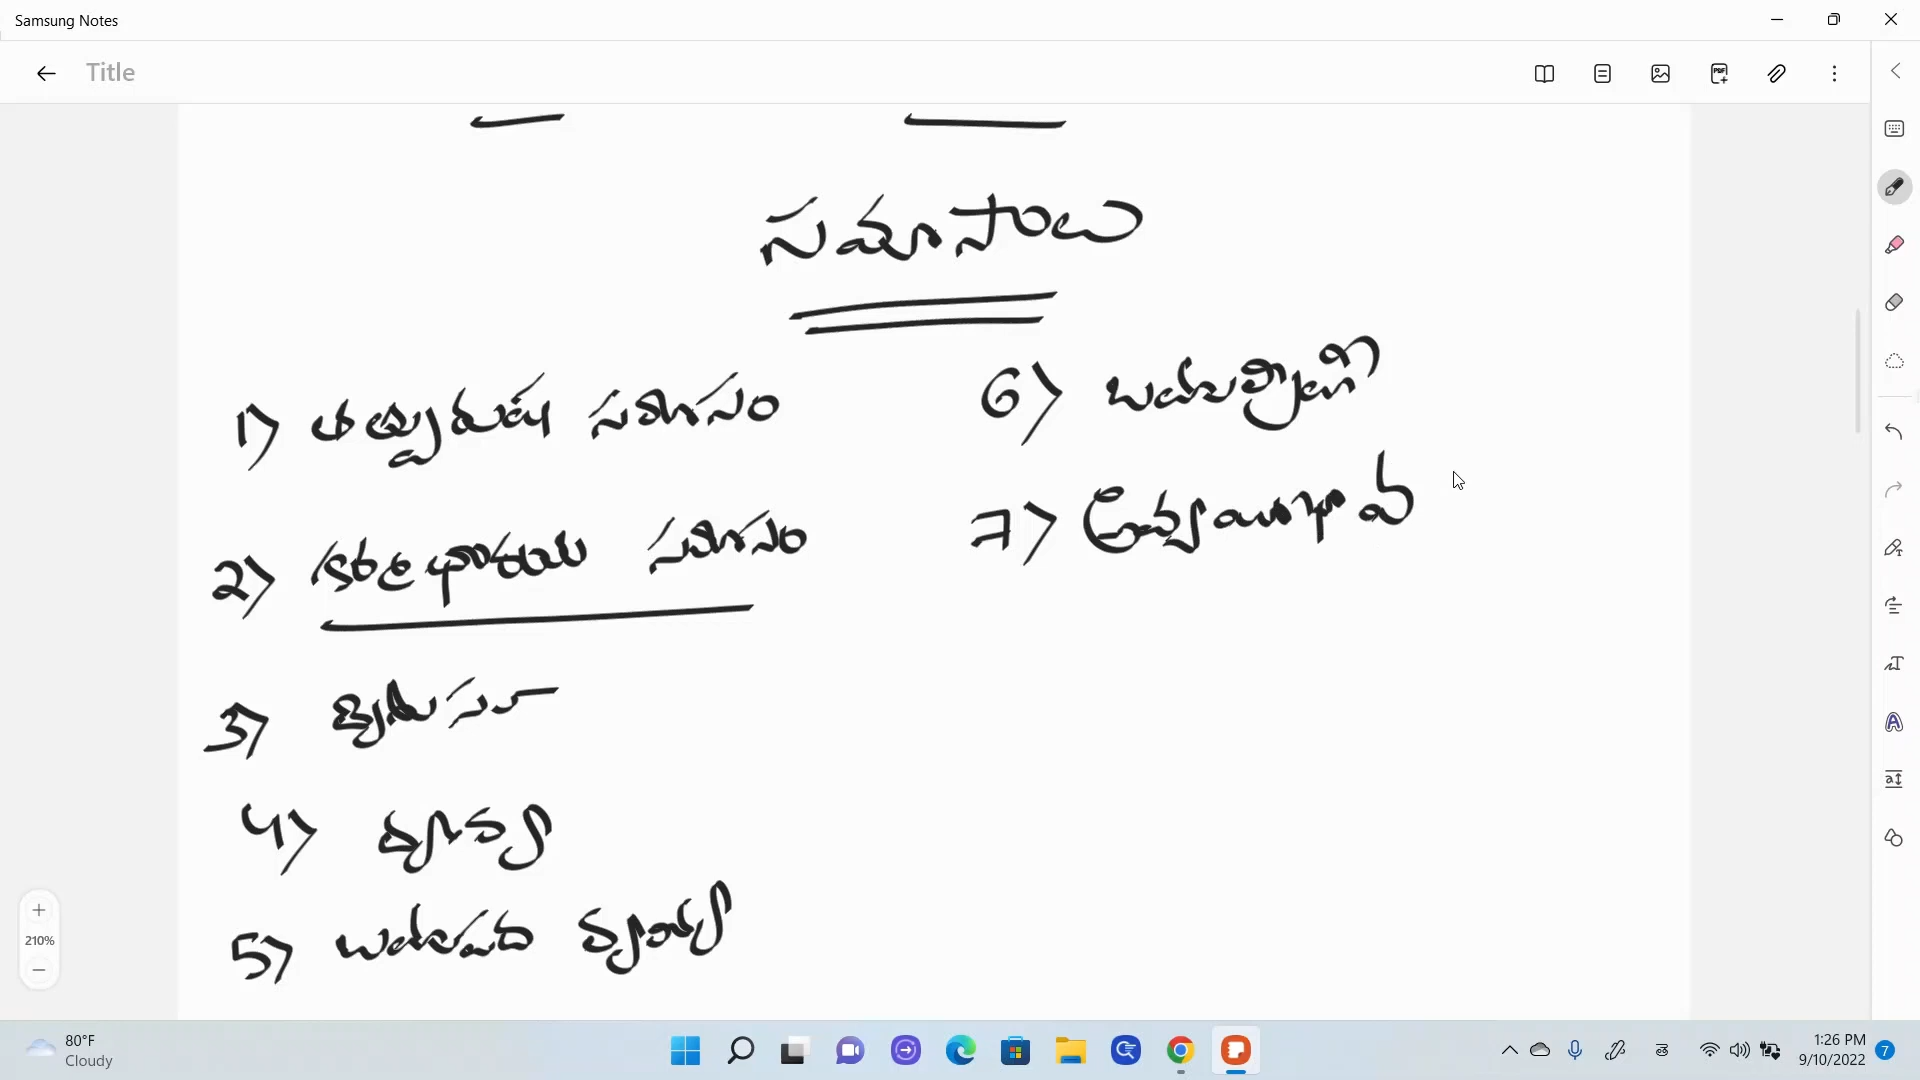 Samsung Notes
Title
సమాసాలు
1) తత్పురుష సమాసం
2) కర్మధారయ సమాసం
3) ద్విగు స—
4) ద్వంద్వ
5) బహుపద ద్వంద్వ
6) బహువ్రీహి
7) అవ్యయీభావ
210%
80°F
Cloudy
1:26 PM
9/10/2022
7